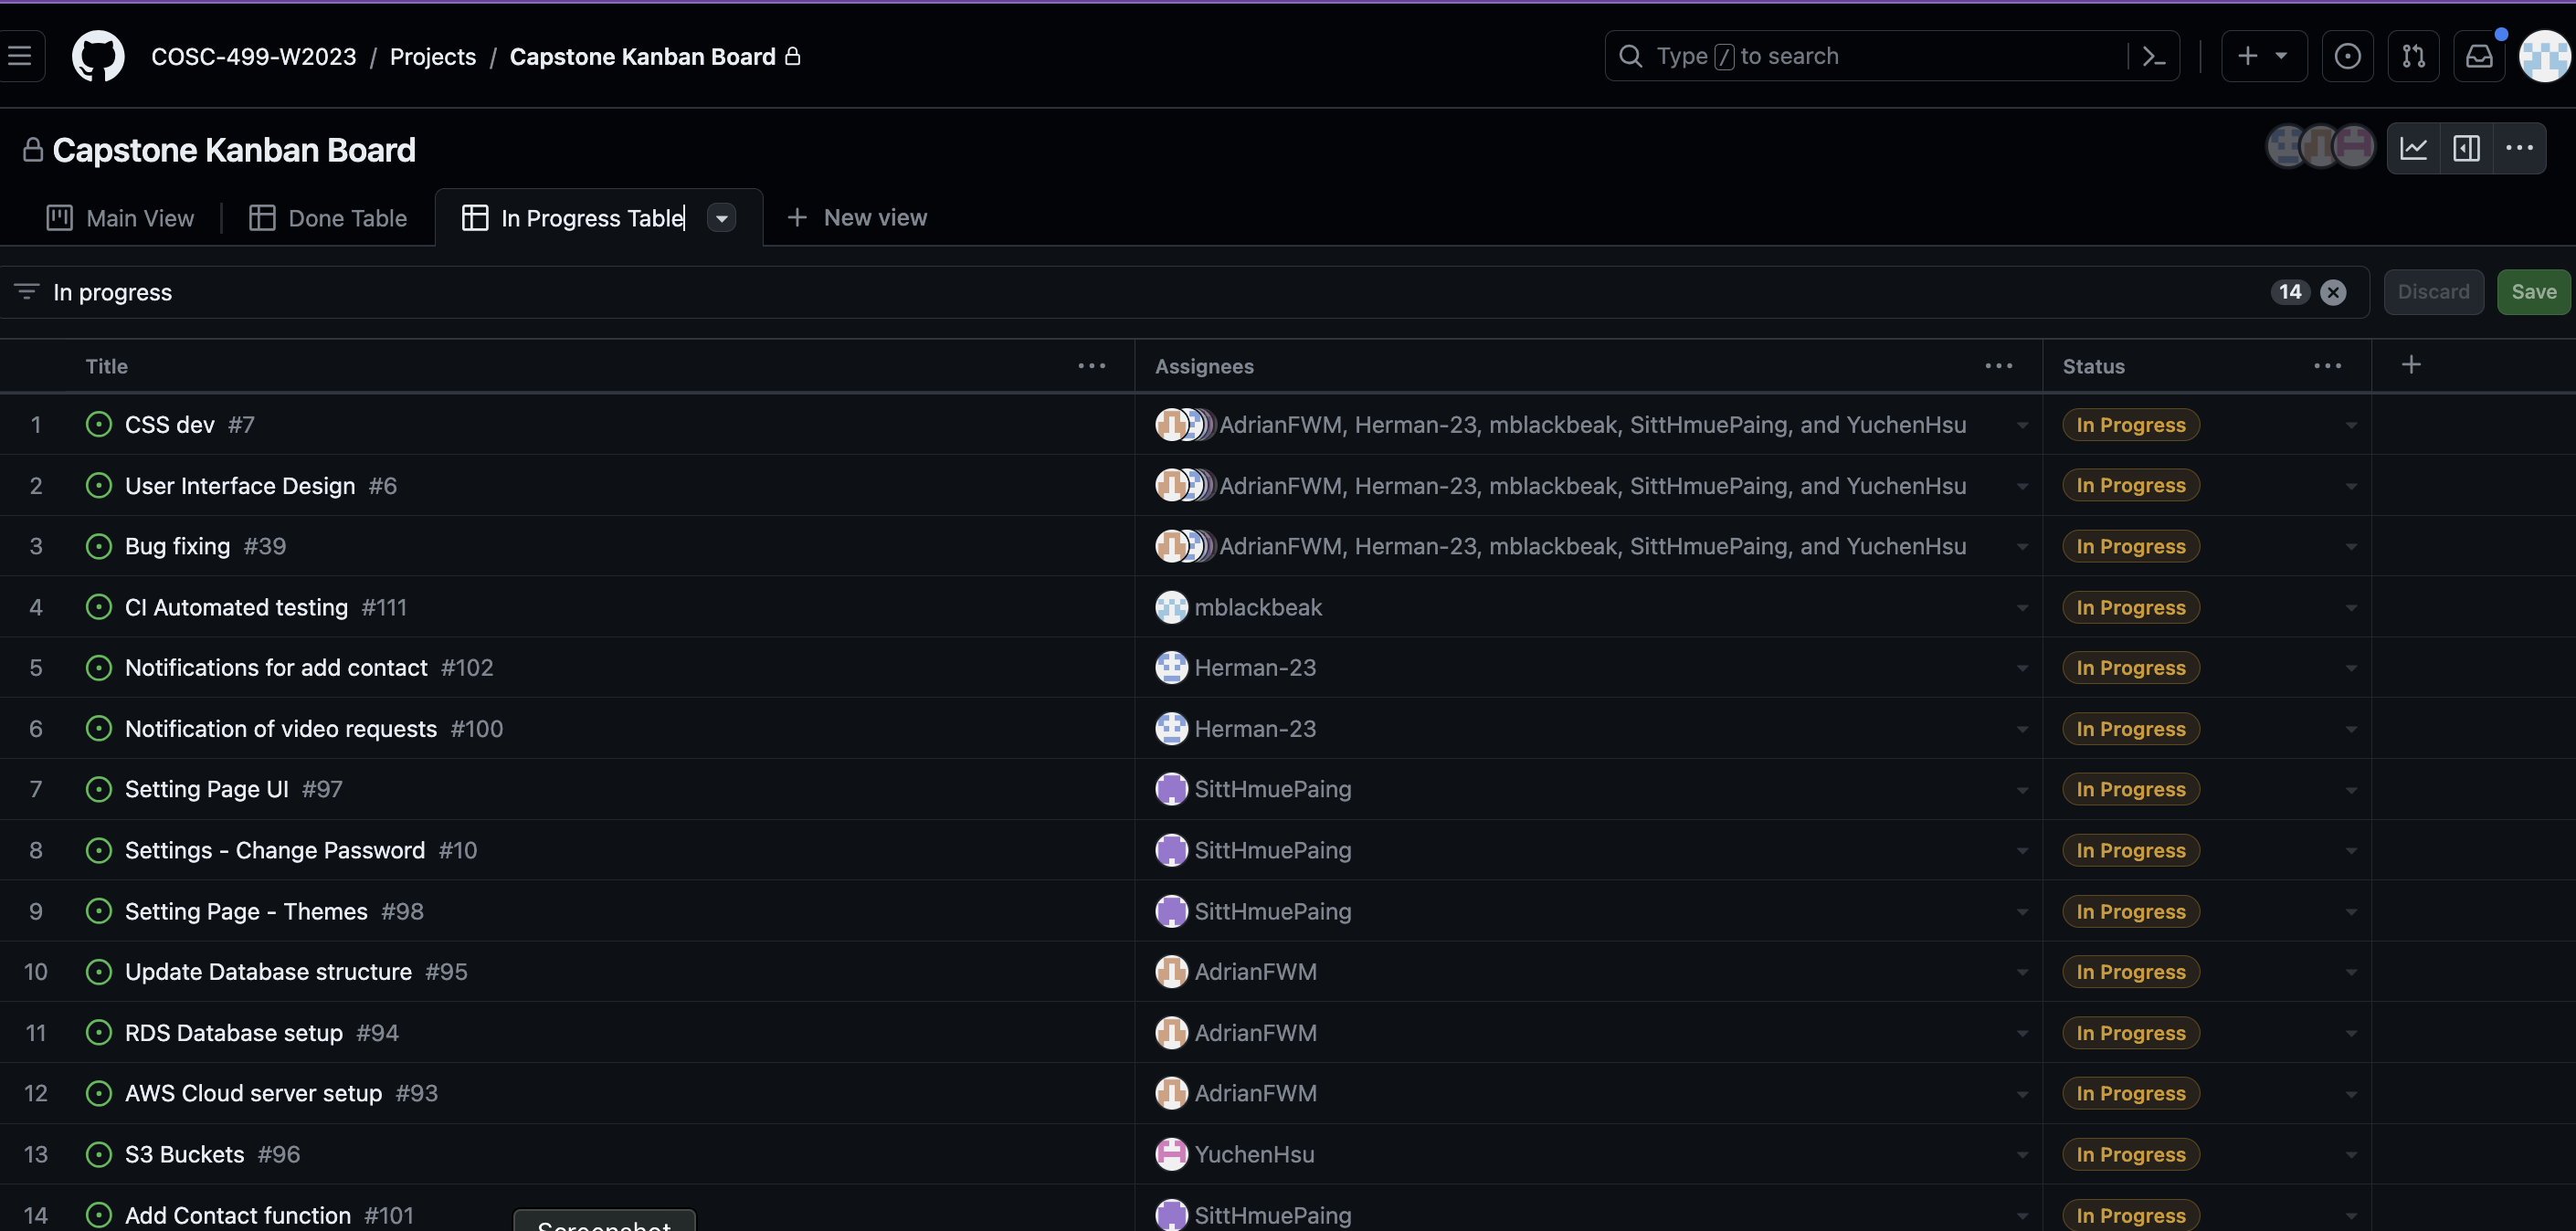 COSC-499-W2023 / Projects / Capstone Kanban Board
Type / to search
Capstone Kanban Board
Main View
Done Table
In Progress Table
New view
In progress
14
Discard
Save
Title
Assignees
Status
1 CSS dev #7 AdrianFWM, Herman-23, mblackbeak, SittHmuePaing, and YuchenHsu In Progress
2 User Interface Design #6 AdrianFWM, Herman-23, mblackbeak, SittHmuePaing, and YuchenHsu In Progress
3 Bug fixing #39 AdrianFWM, Herman-23, mblackbeak, SittHmuePaing, and YuchenHsu In Progress
4 CI Automated testing #111 mblackbeak In Progress
5 Notifications for add contact #102 Herman-23 In Progress
6 Notification of video requests #100 Herman-23 In Progress
7 Setting Page UI #97 SittHmuePaing In Progress
8 Settings - Change Password #10 SittHmuePaing In Progress
9 Setting Page - Themes #98 SittHmuePaing In Progress
10 Update Database structure #95 AdrianFWM In Progress
11 RDS Database setup #94 AdrianFWM In Progress
12 AWS Cloud server setup #93 AdrianFWM In Progress
13 S3 Buckets #96 YuchenHsu In Progress
14 Add Contact function #101 SittHmuePaing In Progress
Screenshot